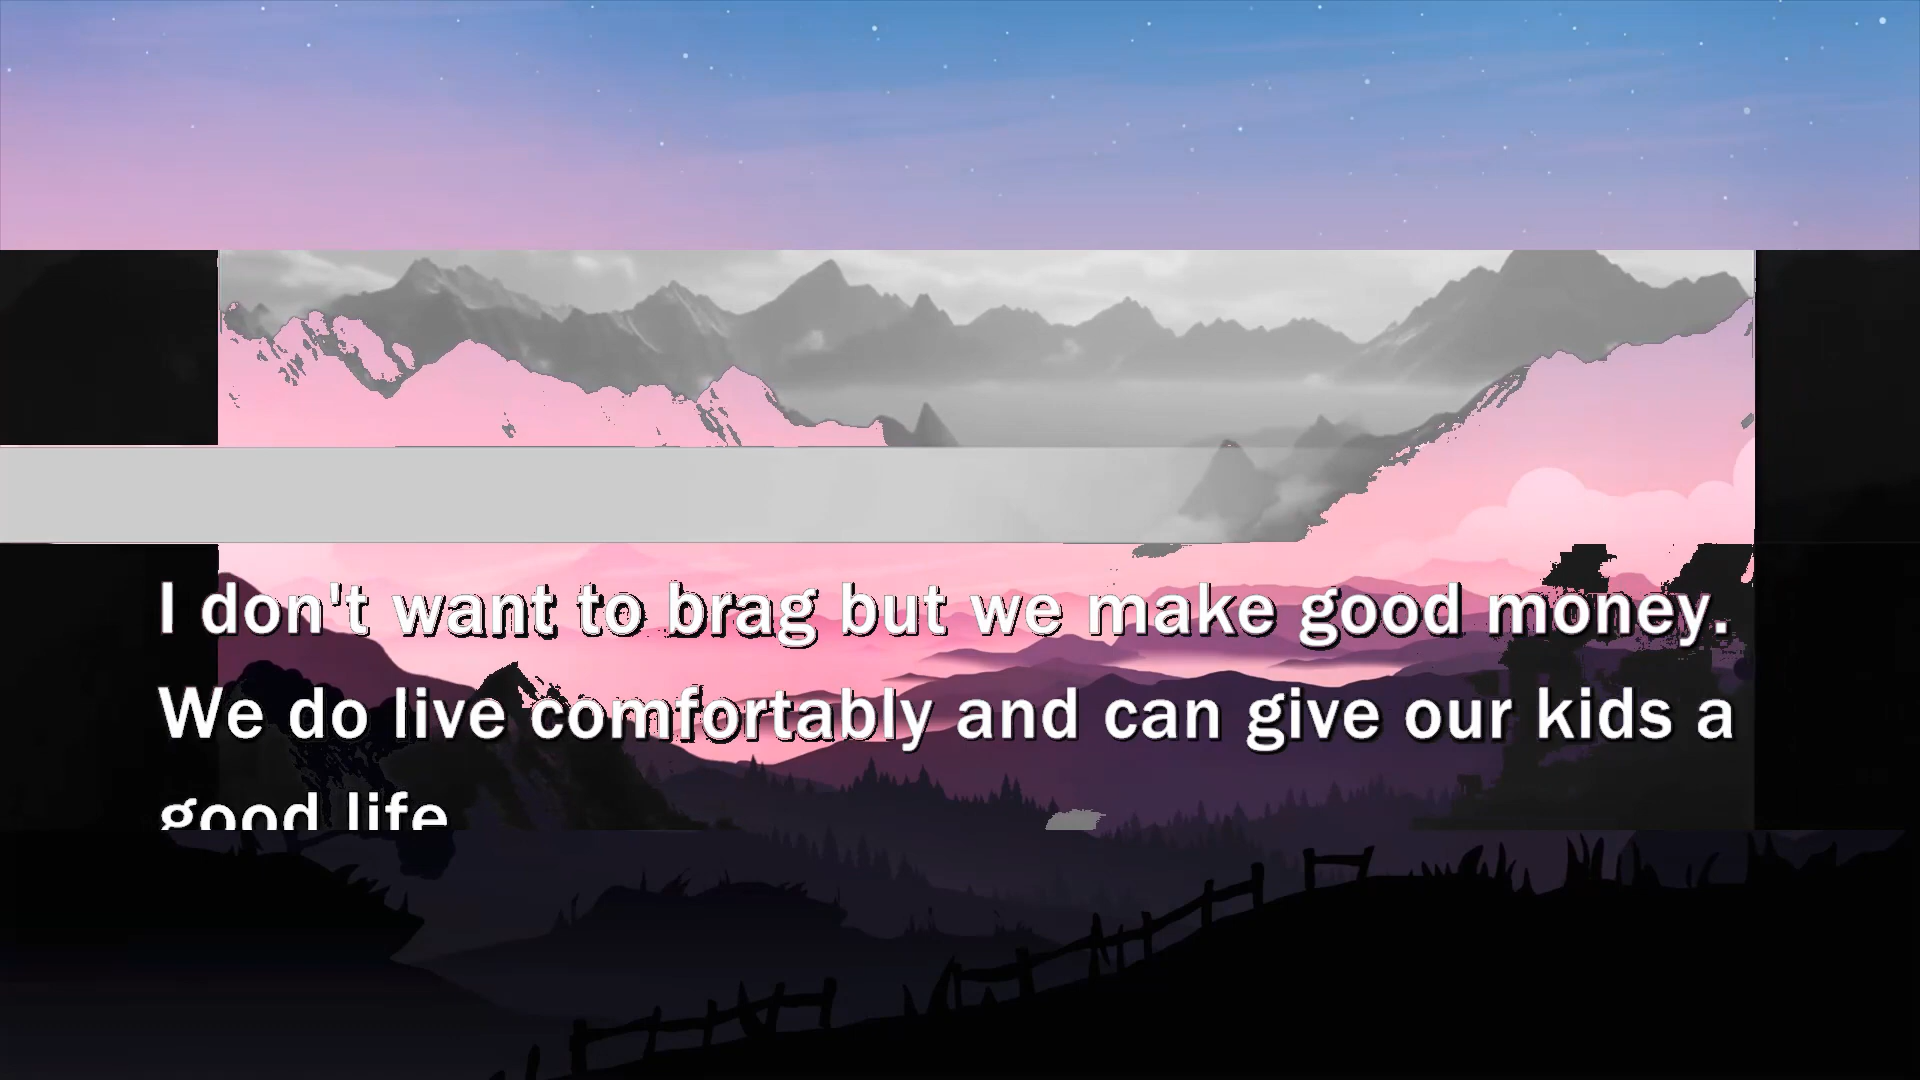 I don't want to brag but we make good money.
We do live comfortably and can give our kids a
good life